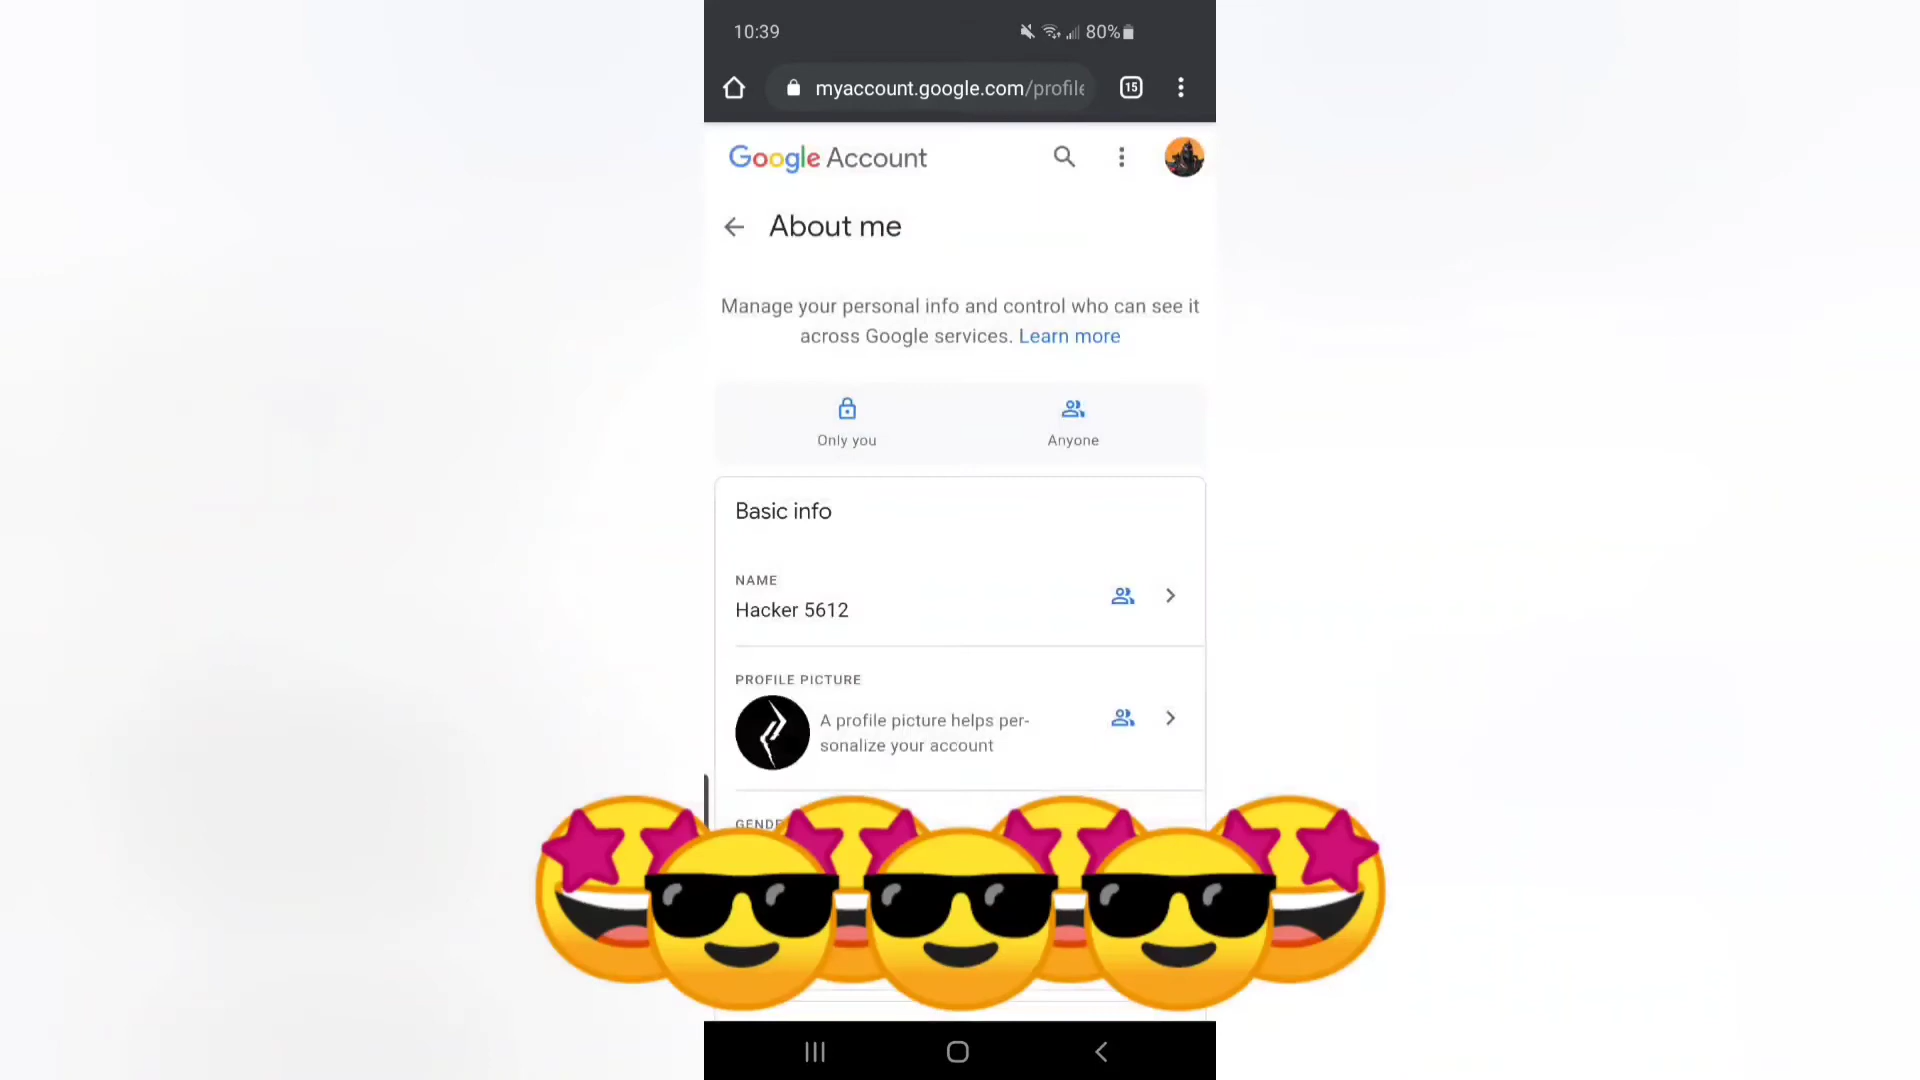 10:39
80%
myaccount.google.com/profile
15
Google Account
About me
Manage your personal info and control who can see it
across Google services. Learn more
Only you
Anyone
Basic info
NAME
Hacker 5612
PROFILE PICTURE
A profile picture helps per-
sonalize your account